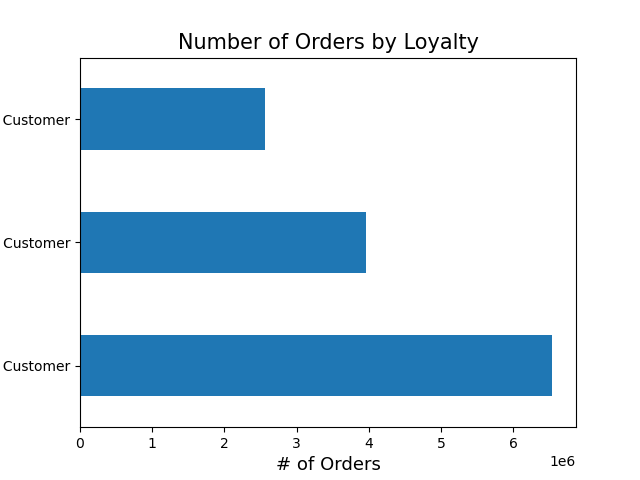 Number of Orders by Loyalty
Customer
Customer
Customer
0 1 2 3 4 5 6
1e6
# of Orders